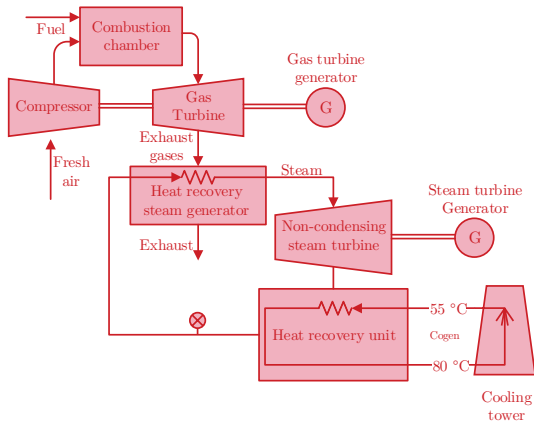 Fuel
Combustion
chamber
Gas turbine
generator
Compressor
Gas
Turbine
G
Exhaust
gases
Fresh
air
Steam
Heat recovery
steam generator
Steam turbine
Generator
Non-condensing
steam turbine
G
Exhaust
55 °C
Heat recovery unit
Cogen
80 °C
Cooling
tower